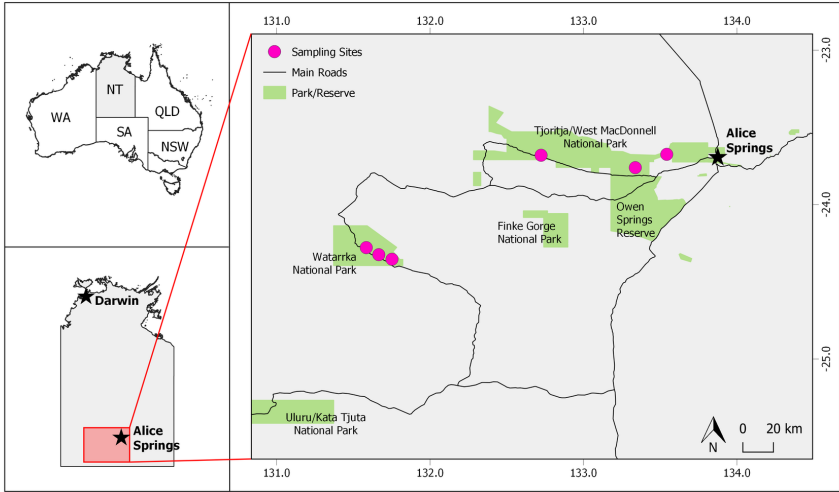 WA
NT
QLD
SA
NSW
Darwin
Alice
Springs
131.0
132.0
133.0
134.0
Sampling Sites
Main Roads
Park/Reserve
Tjoritja/West MacDonnell
National Park
Alice
Springs
Owen
Springs
Reserve
Finke Gorge
National Park
Watarrka
National Park
Uluru/Kata Tjuta
National Park
-23.0
-24.0
-25.0
N
0 20 km
131.0
132.0
133.0
134.0